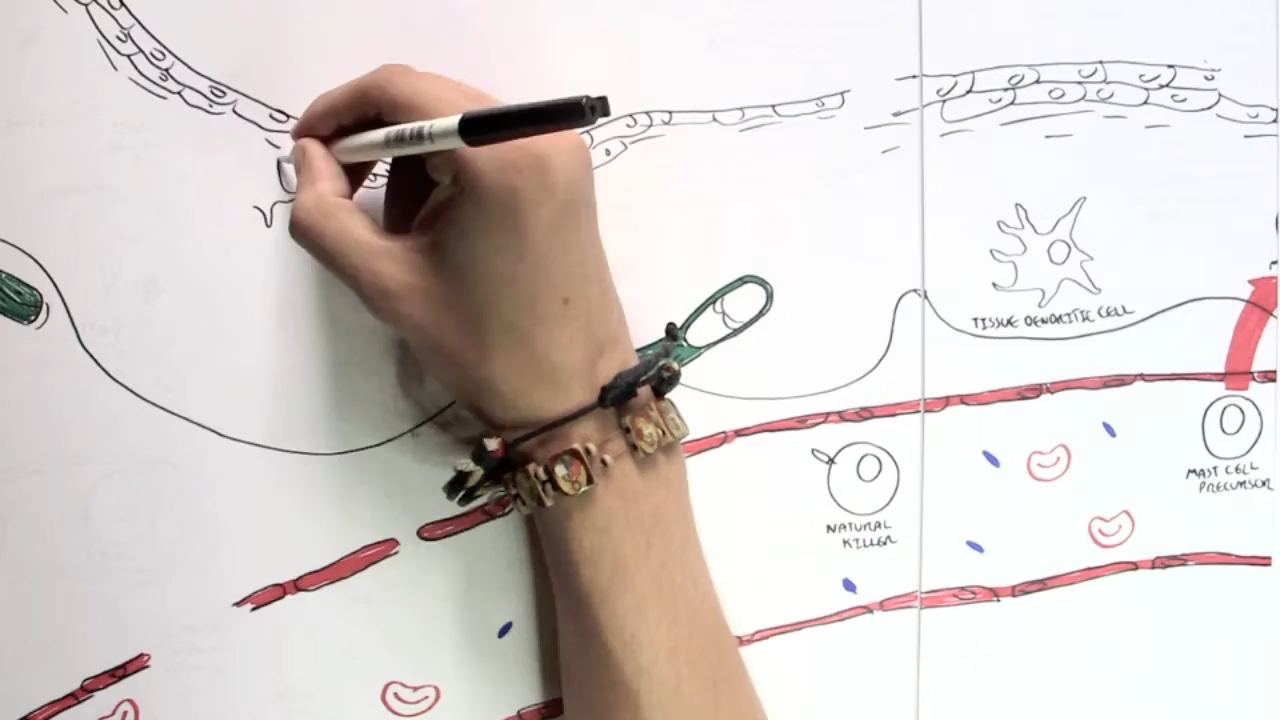 TISSUE DENDRITIC CELL
NATURAL
KILLER
MAST CELL
PRECURSOR